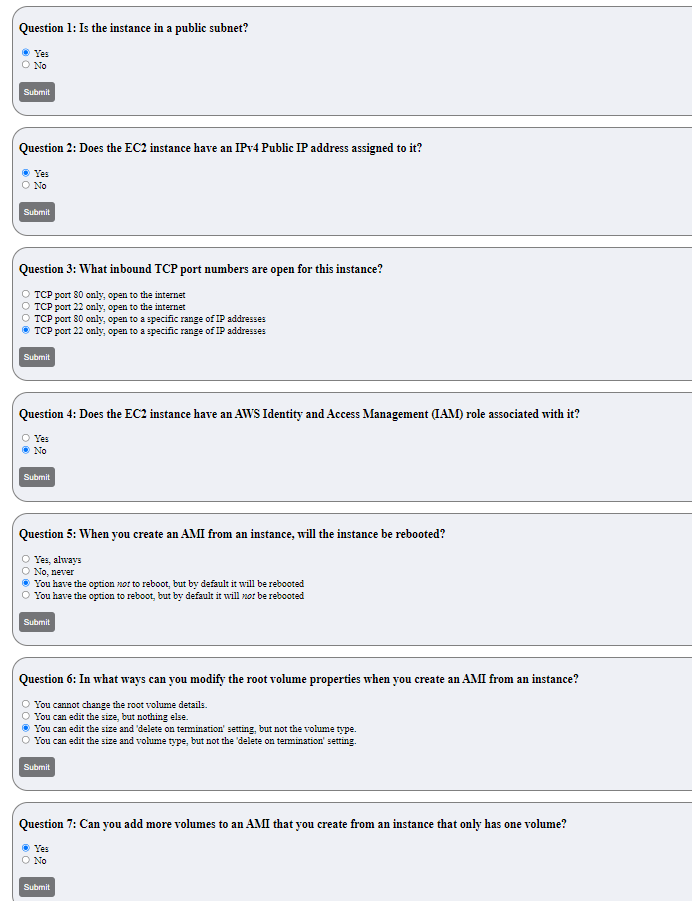 Question 1: Is the instance in a public subnet?
Yes
No
Submit
Question 2: Does the EC2 instance have an IPv4 Public IP address assigned to it?
Yes
No
Submit
Question 3: What inbound TCP port numbers are open for this instance?
TCP port 80 only, open to the internet
TCP port 22 only, open to the internet
TCP port 80 only, open to a specific range of IP addresses
TCP port 22 only, open to a specific range of IP addresses
Submit
Question 4: Does the EC2 instance have an AWS Identity and Access Management (IAM) role associated with it?
Yes
No
Submit
Question 5: When you create an AMI from an instance, will the instance be rebooted?
Yes, always
No, never
You have the option not to reboot, but by default it will be rebooted
You have the option to reboot, but by default it will not be rebooted
Submit
Question 6: In what ways can you modify the root volume properties when you create an AMI from an instance?
You cannot change the root volume details.
You can edit the size, but nothing else.
You can edit the size and 'delete on termination' setting, but not the volume type.
You can edit the size and volume type, but not the 'delete on termination' setting.
Submit
Question 7: Can you add more volumes to an AMI that you create from an instance that only has one volume?
Yes
No
Submit